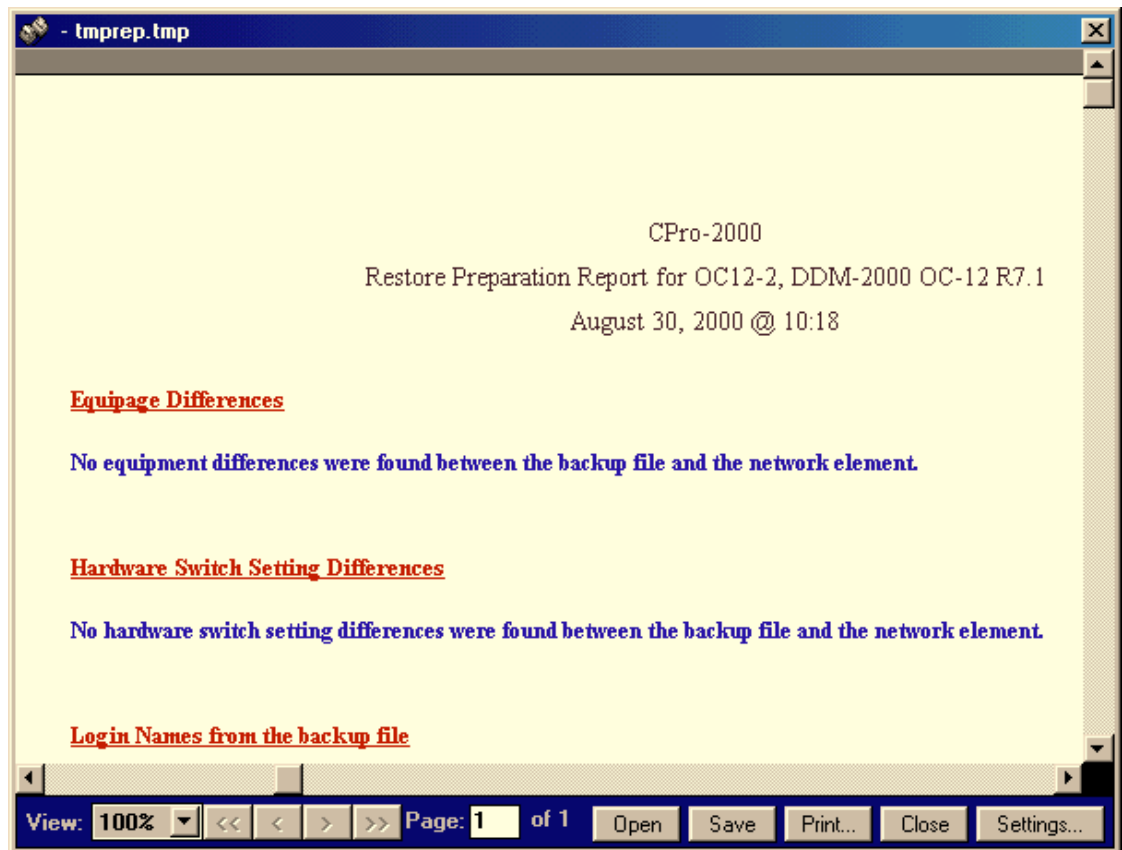 - tmprep.tmp
CPro-2000
Restore Preparation Report for OC12-2, DDM-2000 OC-12 R7.1
August 30, 2000 @ 10:18
Equipage Differences
No equipment differences were found between the backup file and the network element.
Hardware Switch Setting Differences
No hardware switch setting differences were found between the backup file and the network element.
Login Names from the backup file
View: 100% << < > >> Page: 1 of 1 Open Save Print... Close Settings...